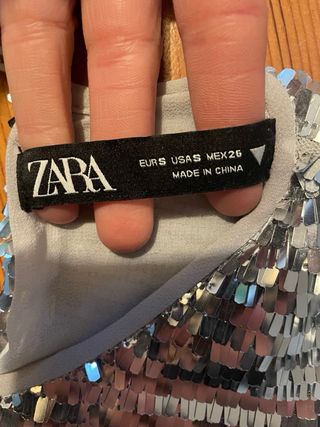 ZARA
EUR S USA S MEX 26
MADE IN CHINA